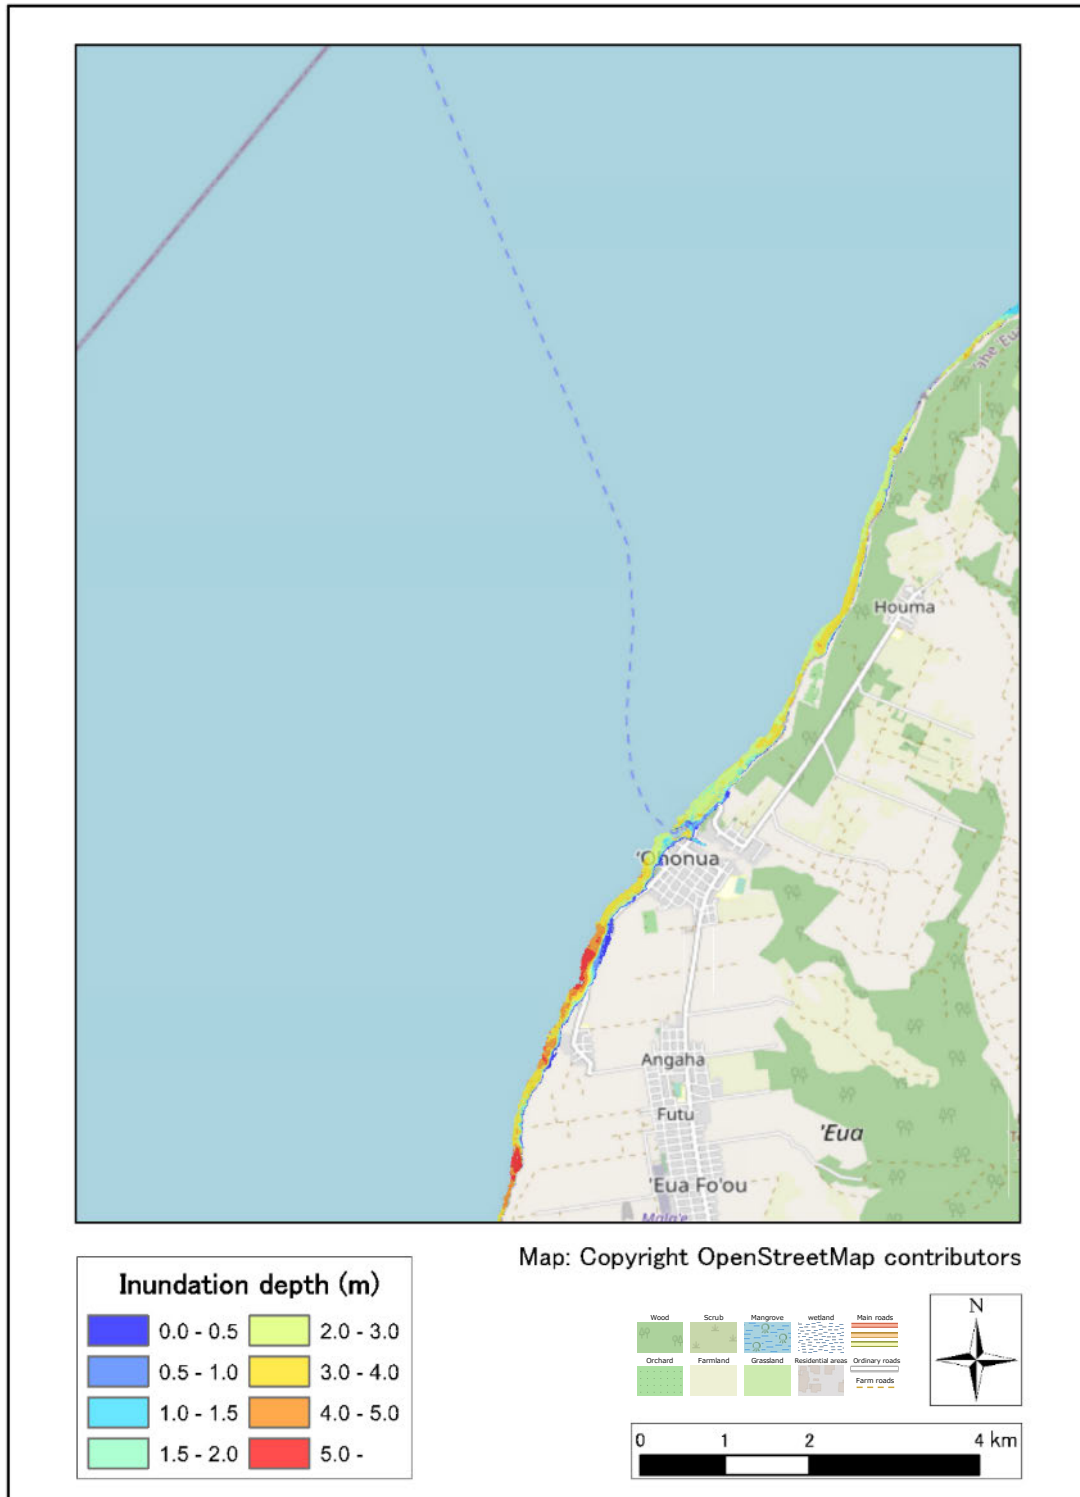 Houma
'Ohonua
Angaha
Futu
'Eua
'Eua Fo'ou
Map: Copyright OpenStreetMap contributors
Inundation depth (m)
0.0 - 0.5
2.0 - 3.0
0.5 - 1.0
3.0 - 4.0
1.0 - 1.5
4.0 - 5.0
1.5 - 2.0
5.0 -
Wood Scrub Mangrove wetland Main roads
Orchard Farmland Grassland Residential areas Ordinary roads
Farm roads
N
0 1 2 4 km